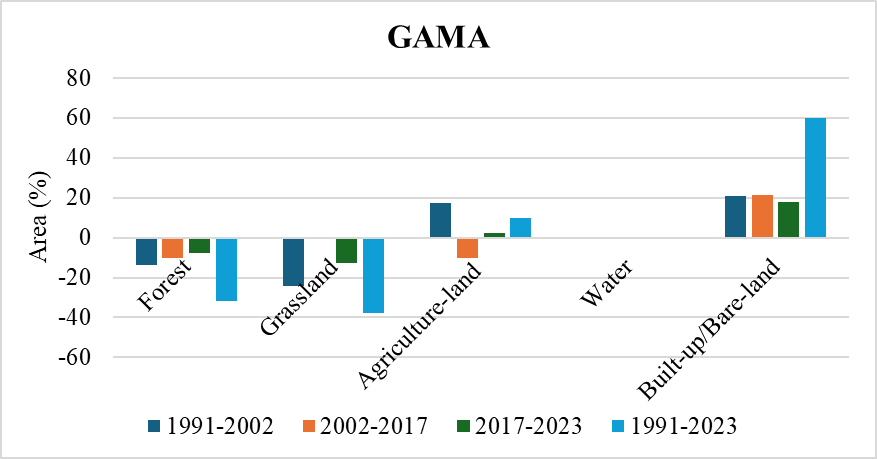 GAMA
Area (%)
80
60
40
20
0
-20
-40
-60
Forest
Grassland
Agriculture-land
Water
Built-up/Bare-land
1991-2002
2002-2017
2017-2023
1991-2023